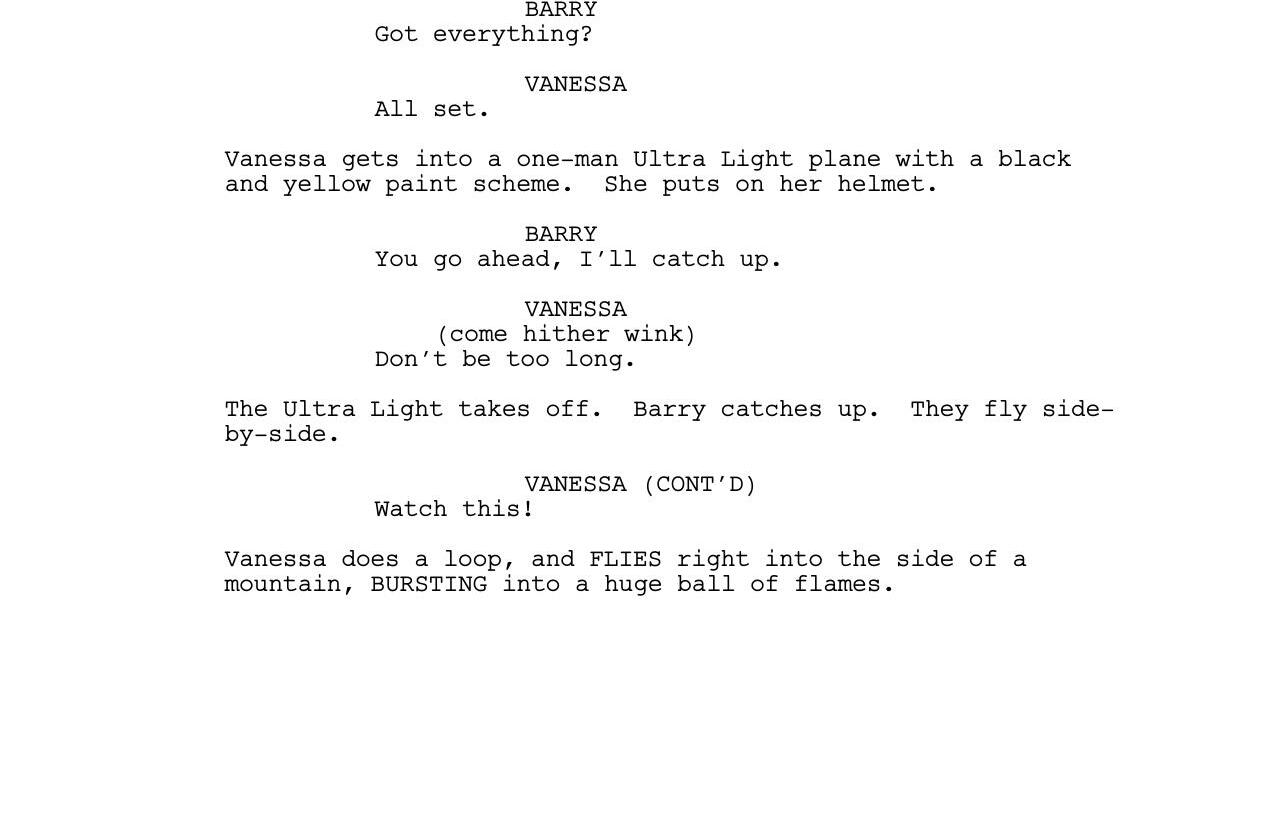 BARRY
Got everything?
VANESSA
All set.
Vanessa gets into a one-man Ultra Light plane with a black
and yellow paint scheme.  She puts on her helmet.
BARRY
You go ahead, I’ll catch up.
VANESSA
(come hither wink)
Don’t be too long.
The Ultra Light takes off.  Barry catches up.  They fly side-
by-side.
VANESSA (CONT’D)
Watch this!
Vanessa does a loop, and FLIES right into the side of a
mountain, BURSTING into a huge ball of flames.